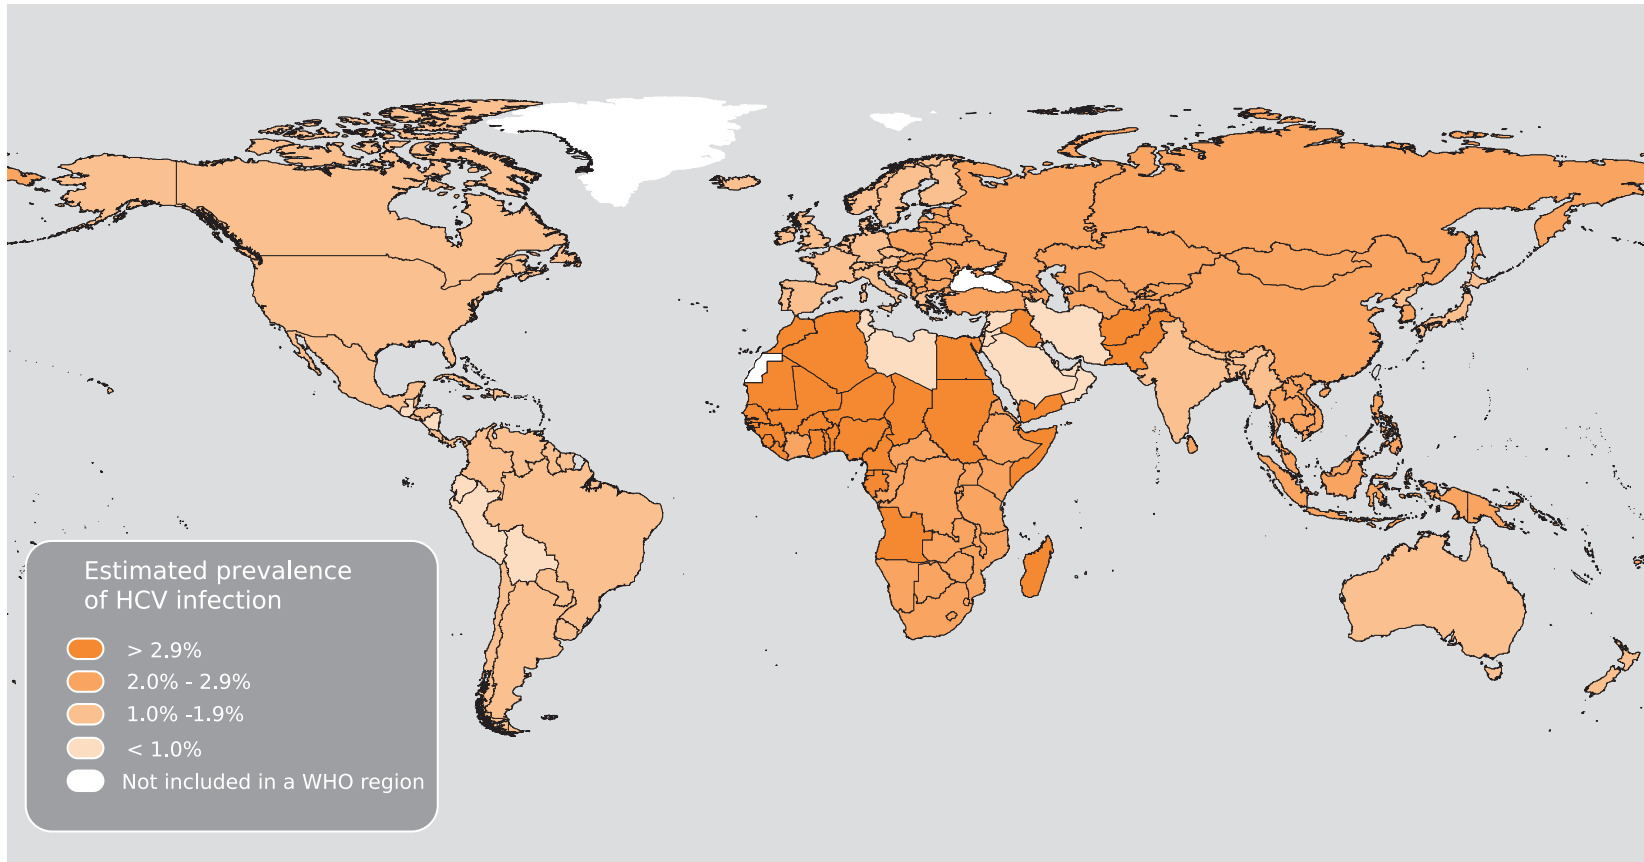 Estimated prevalence
of HCV infection
> 2.9%
2.0% - 2.9%
1.0% -1.9%
< 1.0%
Not included in a WHO region